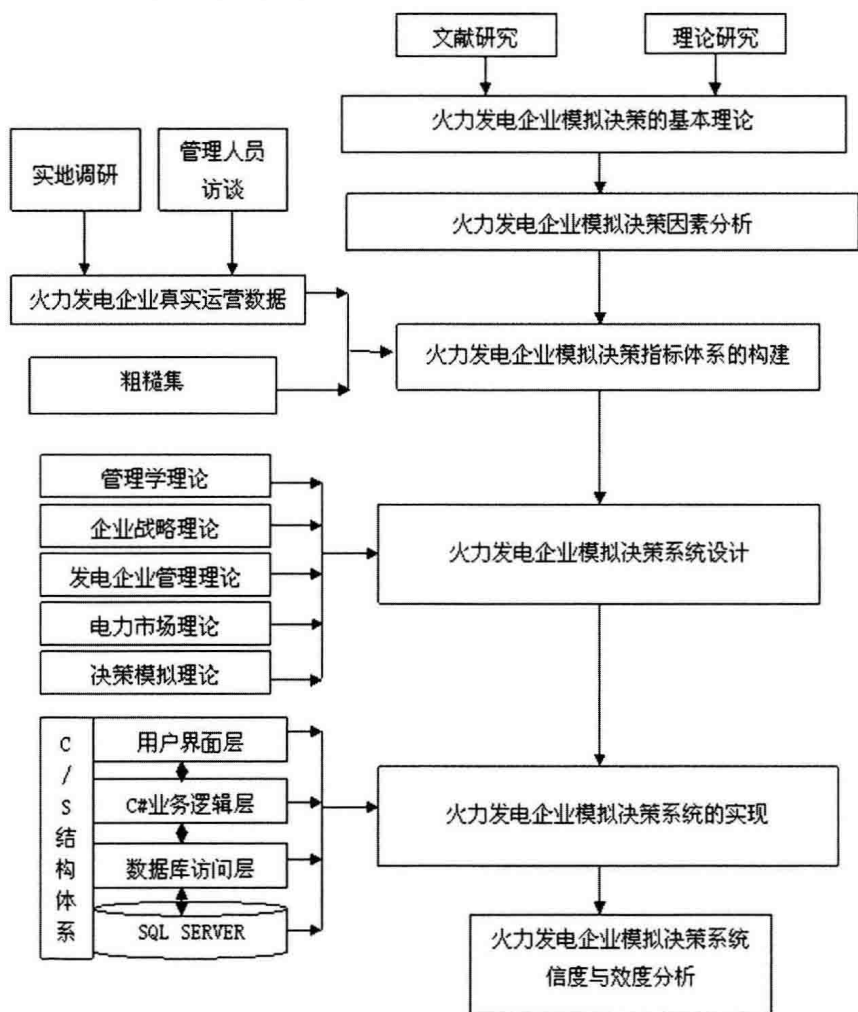 文献研究
理论研究
火力发电企业模拟决策的基本理论
实地调研
管理人员
访谈
火力发电企业模拟决策因素分析
火力发电企业真实运营数据
火力发电企业模拟决策指标体系的构建
粗糙集
管理学理论
企业战略理论
发电企业管理理论
电力市场理论
决策模拟理论
火力发电企业模拟决策系统设计
C
/
S
结
构
体
系
用户界面层
C#业务逻辑层
数据库访问层
SQL SERVER
火力发电企业模拟决策系统的实现
火力发电企业模拟决策系统
信度与效度分析